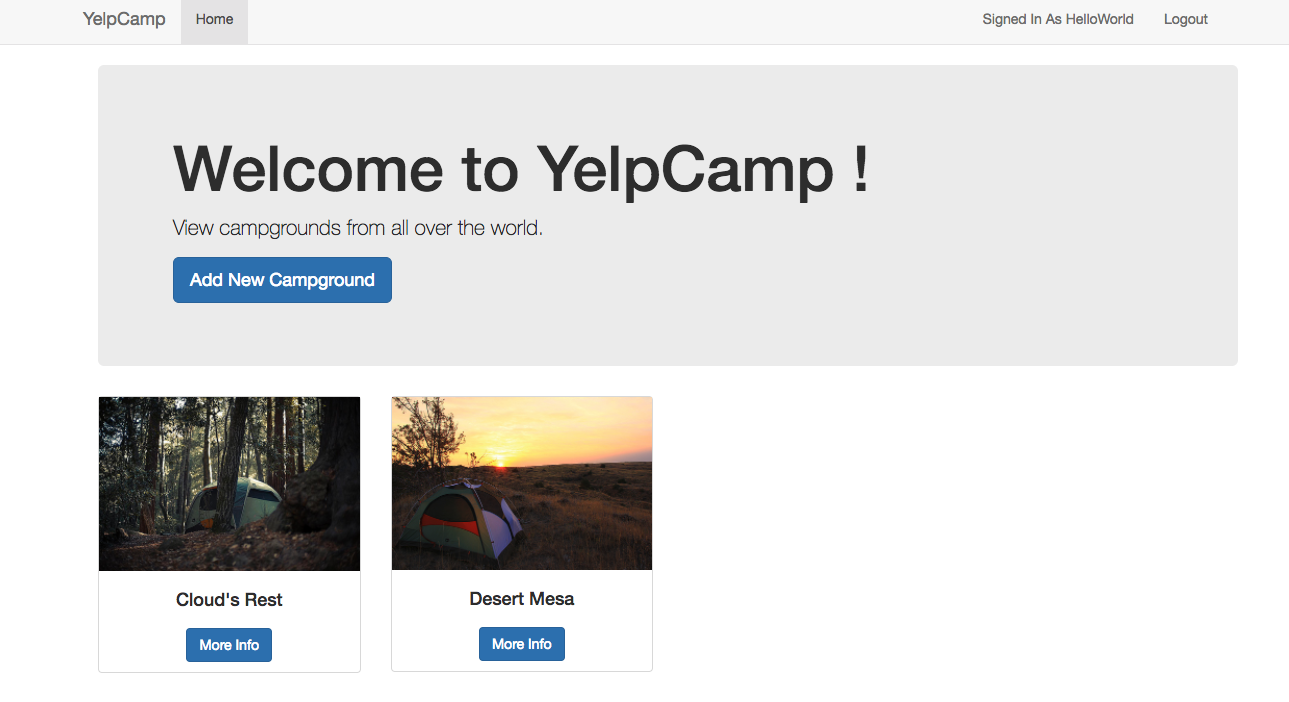 YelpCamp Home Signed In As HelloWorld Logout
Welcome to YelpCamp !
View campgrounds from all over the world.
Add New Campground
Cloud's Rest
More Info
Desert Mesa
More Info